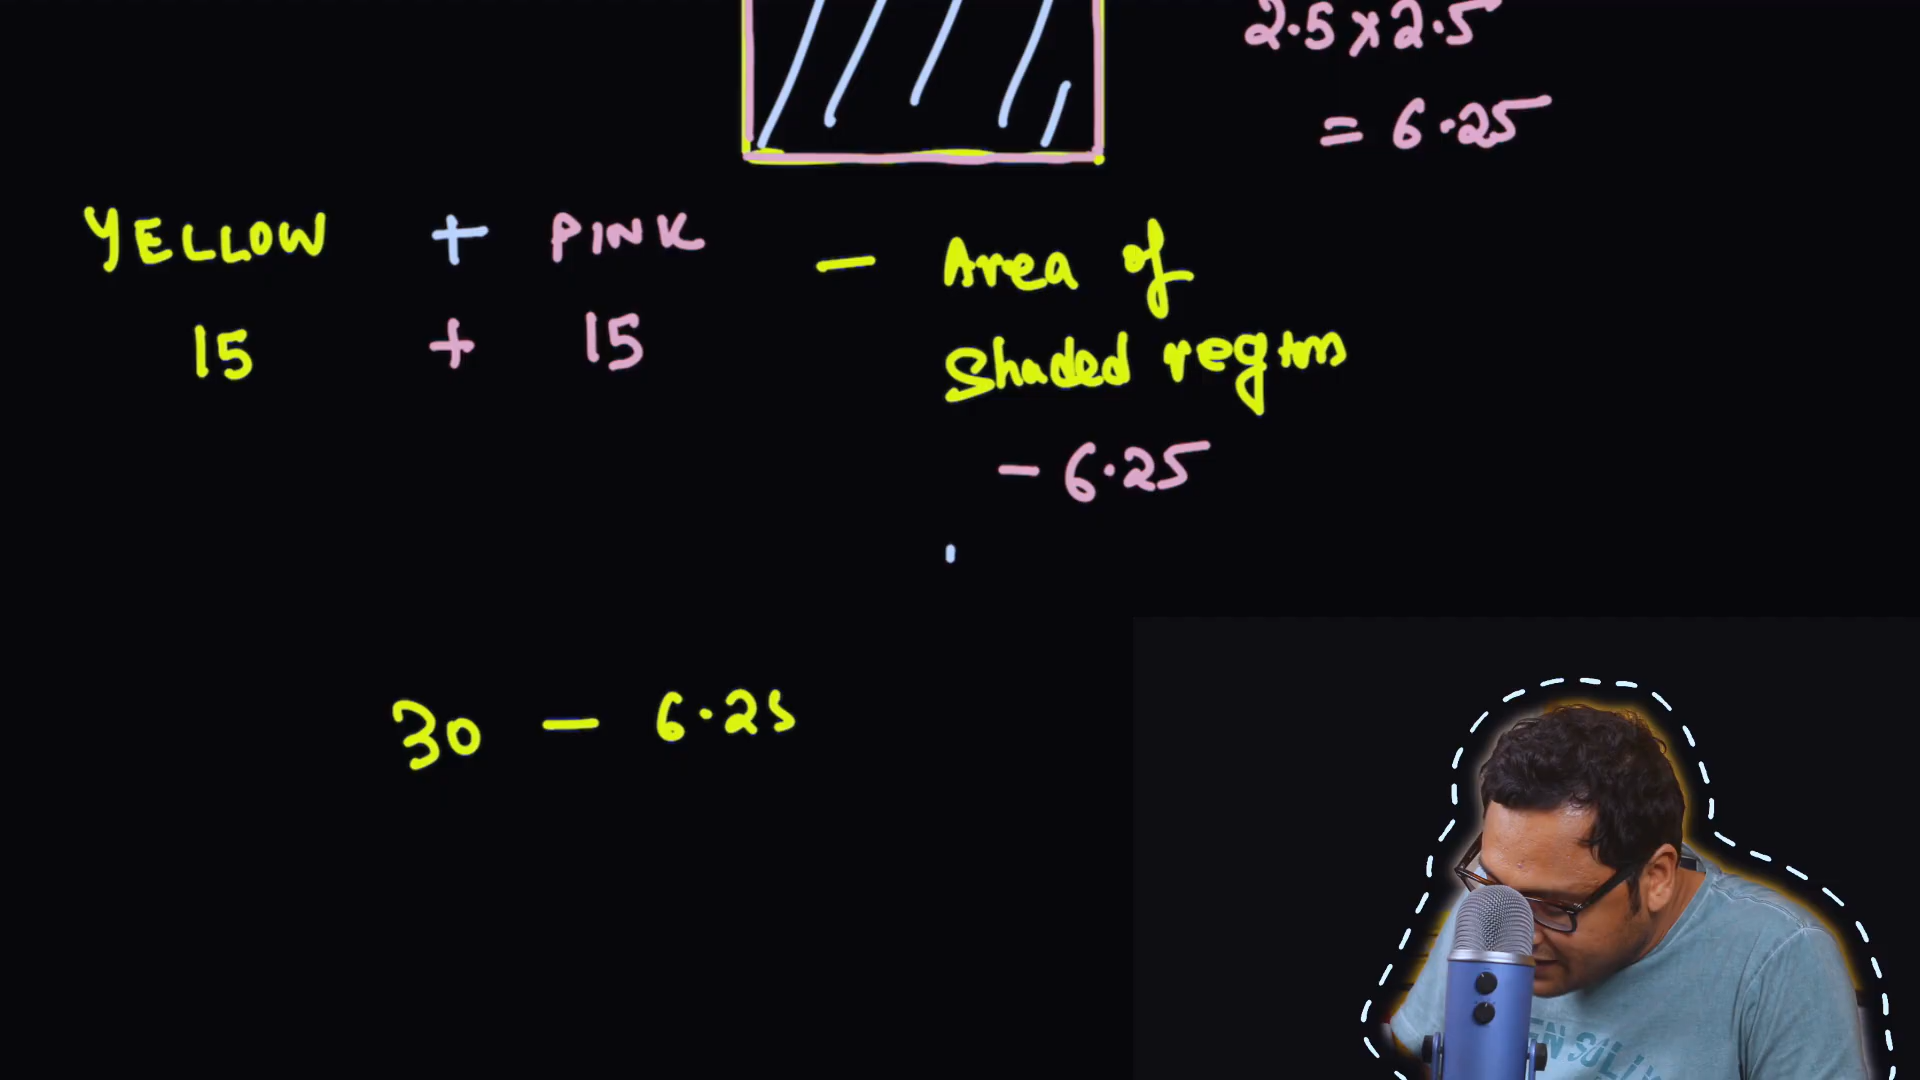 2.5 x 2.5
= 6.25
YELLOW + PINK - Area of
15 + 15 shaded region
- 6.25
30 - 6.25